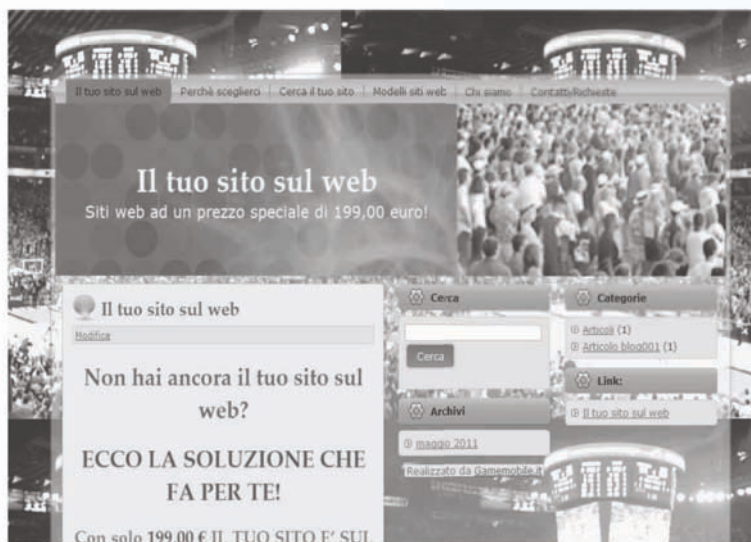 Il tuo sito sul web Perchè sceglierci Cerca il tuo sito Modelli siti web Chi siamo Contatti/Richieste
Il tuo sito sul web
Siti web ad un prezzo speciale di 199,00 euro!
Il tuo sito sul web
Modifica
Non hai ancora il tuo sito sul
web?
ECCO LA SOLUZIONE CHE
FA PER TE!
Con solo 199,00 € IL TUO SITO E' SUL
Cerca
Cerca
Archivi
maggio 2011
Realizzato da Gamemobile.it
Categorie
Articoli (1)
Articolo blog001 (1)
Link:
Il tuo sito sul web